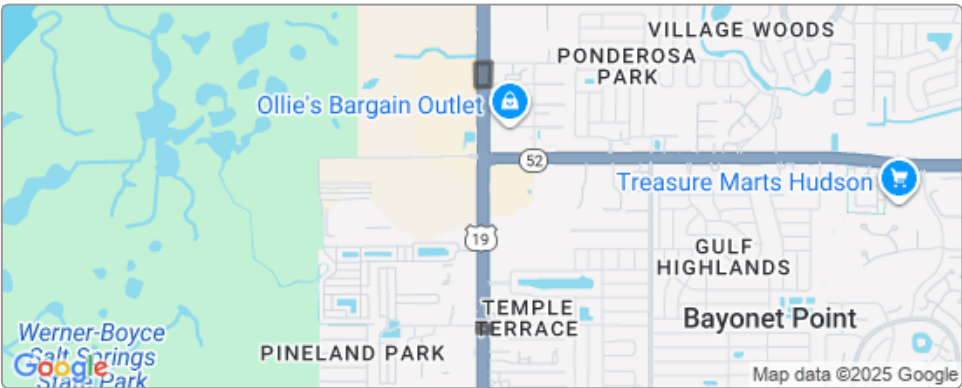 VILLAGE WOODS
PONDEROSA
PARK
Ollie's Bargain Outlet
52
Treasure Marts Hudson
19
GULF
HIGHLANDS
TEMPLE
TERRACE
Bayonet Point
Werner-Boyce
Salt Springs
State Park
PINELAND PARK
Google
Map data ©2025 Google